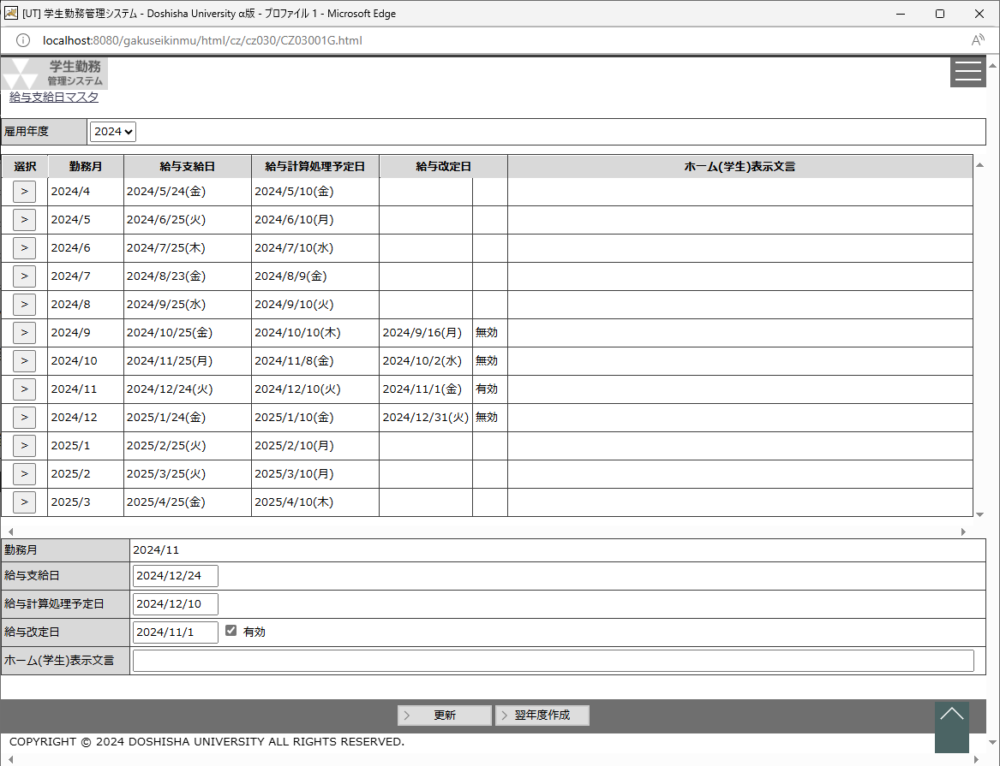 [UT] 学生勤務管理システム - Doshisha University α版 - プロファイル 1 - Microsoft Edge
localhost:8080/gakuseikinmu/html/cz/cz030/CZ03001G.html
学生勤務
管理システム
給与支給日マスタ
雇用年度 2024
選択 勤務月 給与支給日 給与計算処理予定日 給与改定日 ホーム(学生)表示文言
> 2024/4 2024/5/24(金) 2024/5/10(金)
> 2024/5 2024/6/25(火) 2024/6/10(月)
> 2024/6 2024/7/25(木) 2024/7/10(水)
> 2024/7 2024/8/23(金) 2024/8/9(金)
> 2024/8 2024/9/25(水) 2024/9/10(火)
> 2024/9 2024/10/25(金) 2024/10/10(木) 2024/9/16(月) 無効
> 2024/10 2024/11/25(月) 2024/11/8(金) 2024/10/2(水) 無効
> 2024/11 2024/12/24(火) 2024/12/10(火) 2024/11/1(金) 有効
> 2024/12 2025/1/24(金) 2025/1/10(金) 2024/12/31(火) 無効
> 2025/1 2025/2/25(火) 2025/2/10(月)
> 2025/2 2025/3/25(火) 2025/3/10(月)
> 2025/3 2025/4/25(金) 2025/4/10(木)
勤務月 2024/11
給与支給日 2024/12/24
給与計算処理予定日 2024/12/10
給与改定日 2024/11/1 有効
ホーム(学生)表示文言
更新 翌年度作成
COPYRIGHT © 2024 DOSHISHA UNIVERSITY ALL RIGHTS RESERVED.